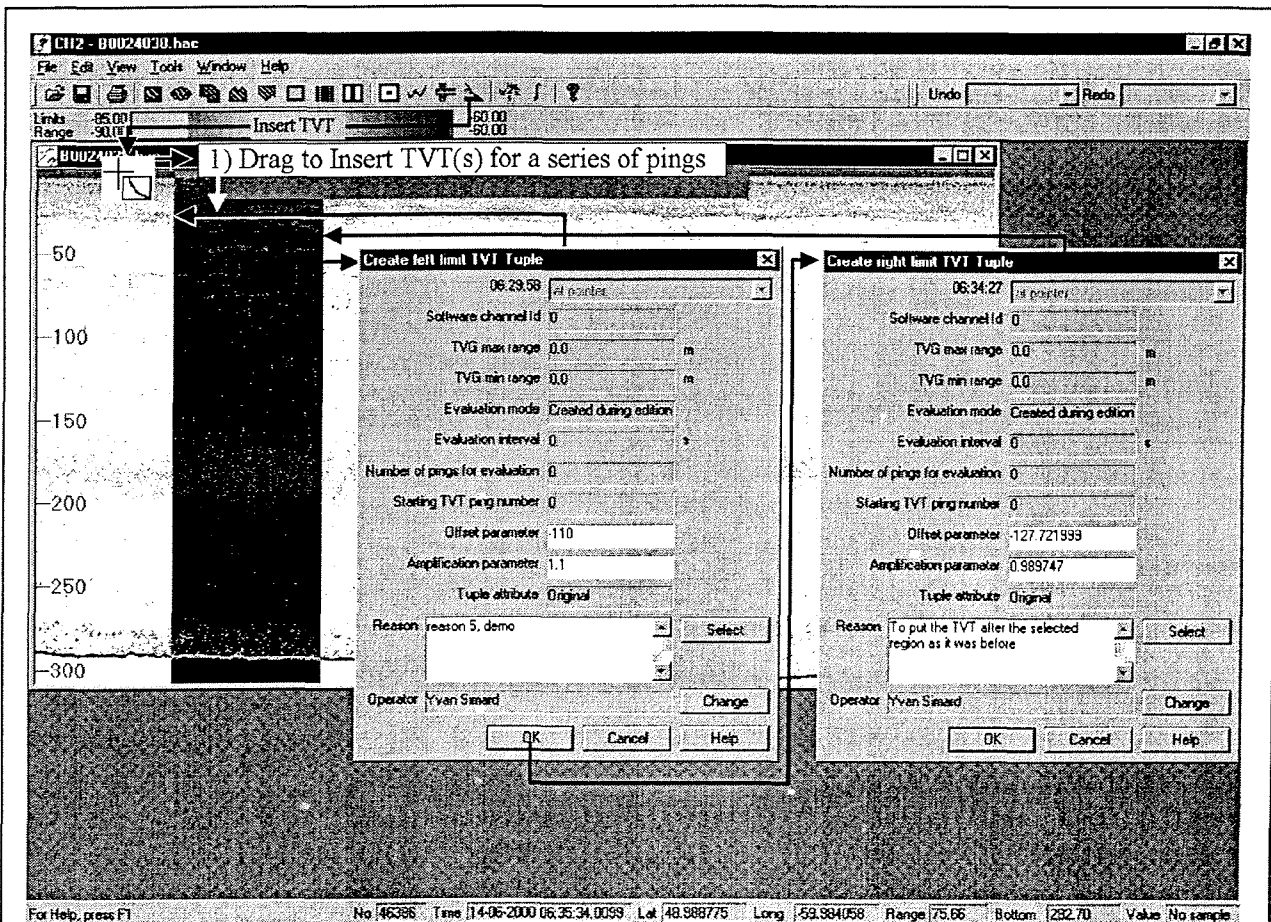 CH2 - B0024038.hac
File Edit View Tools Window Help
Undo Redo
Limits -85.00 -60.00
Range -90.00 -60.00
Insert TVT
1) Drag to Insert TVT(s) for a series of pings
-50
-100
-150
-200
-250
-300
Create left limit TVT Tuple
06:29:58 at pointer
Software channel Id 0
TVG max range 0.0 m
TVG min range 0.0 m
Evaluation mode Created during edition
Evaluation interval 0 s
Number of pings for evaluation 0
Starting TVT ping number 0
Offset parameter -110
Amplification parameter 1.1
Tuple attribute Original
Reason reason 5, demo
Select
Operator Yvan Simard Change
OK Cancel Help
Create right limit TVT Tuple
06:34:27 at pointer
Software channel Id 0
TVG max range 0.0 m
TVG min range 0.0 m
Evaluation mode Created during edition
Evaluation interval 0 s
Number of pings for evaluation 0
Starting TVT ping number 0
Offset parameter -127.721999
Amplification parameter 0.989747
Tuple attribute Original
Reason To put the TVT after the selected
region as it was before
Select
Operator Yvan Simard Change
OK Cancel Help
For Help, press F1 No 46386 Time 14-06-2000 06:35:34.0099 Lat 48.988775 Long -59.984058 Range 75.66 Bottom 292.70 Value No sample